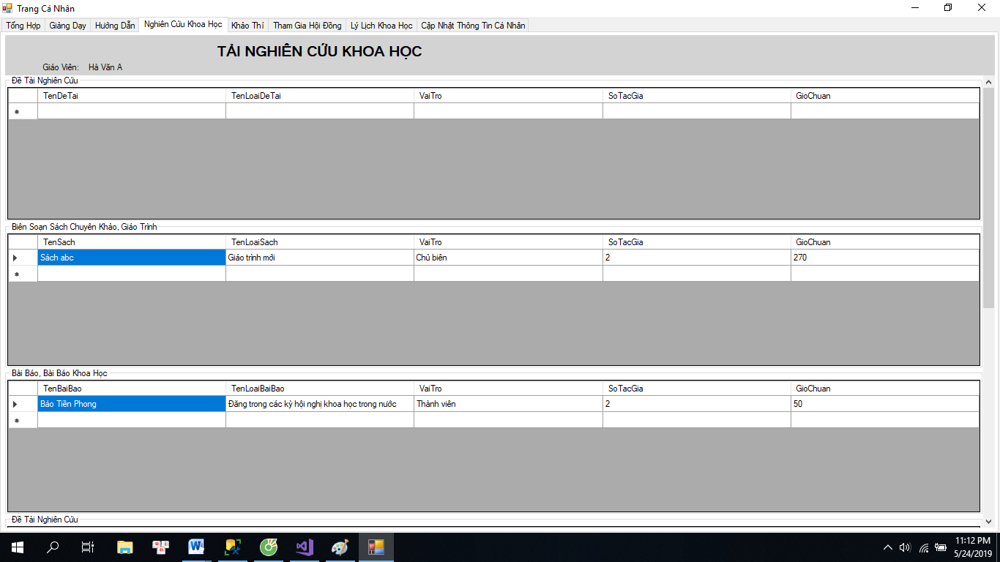 Trang Cá Nhân
Tổng Hợp Giảng Dạy Hướng Dẫn Nghiên Cứu Khoa Học Khảo Thí Tham Gia Hội Đồng Lý Lịch Khoa Học Cập Nhật Thông Tin Cá Nhân
TẢI NGHIÊN CỨU KHOA HỌC
Giáo Viên: Hà Văn A
Đề Tài Nghiên Cứu
TenDeTai TenLoaiDeTai VaiTro SoTacGia GioChuan
Biên Soạn Sách Chuyên Khảo, Giáo Trình
TenSach TenLoaiSach VaiTro SoTacGia GioChuan
Sách abc Giáo trình mới Chủ biên 2 270
Bài Báo, Bài Báo Khoa Học
TenBaiBao TenLoaiBaiBao VaiTro SoTacGia GioChuan
Báo Tiền Phong Đăng trong các kỳ hội nghị khoa học trong nước Thành viên 2 50
Đề Tài Nghiên Cứu
11:12 PM
5/24/2019